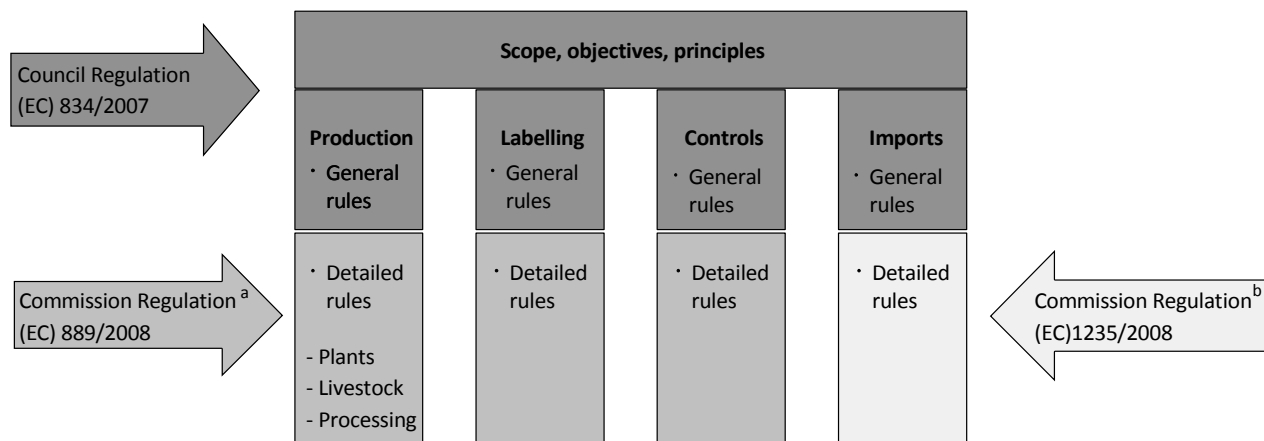 Scope, objectives, principles
Council Regulation
(EC) 834/2007
Production
· General
rules
Labelling
· General
rules
Controls
· General
rules
Imports
· General
rules
Commission Regulation a
(EC) 889/2008
· Detailed
rules
- Plants
- Livestock
- Processing
· Detailed
rules
· Detailed
rules
· Detailed
rules
Commission Regulation b
(EC)1235/2008